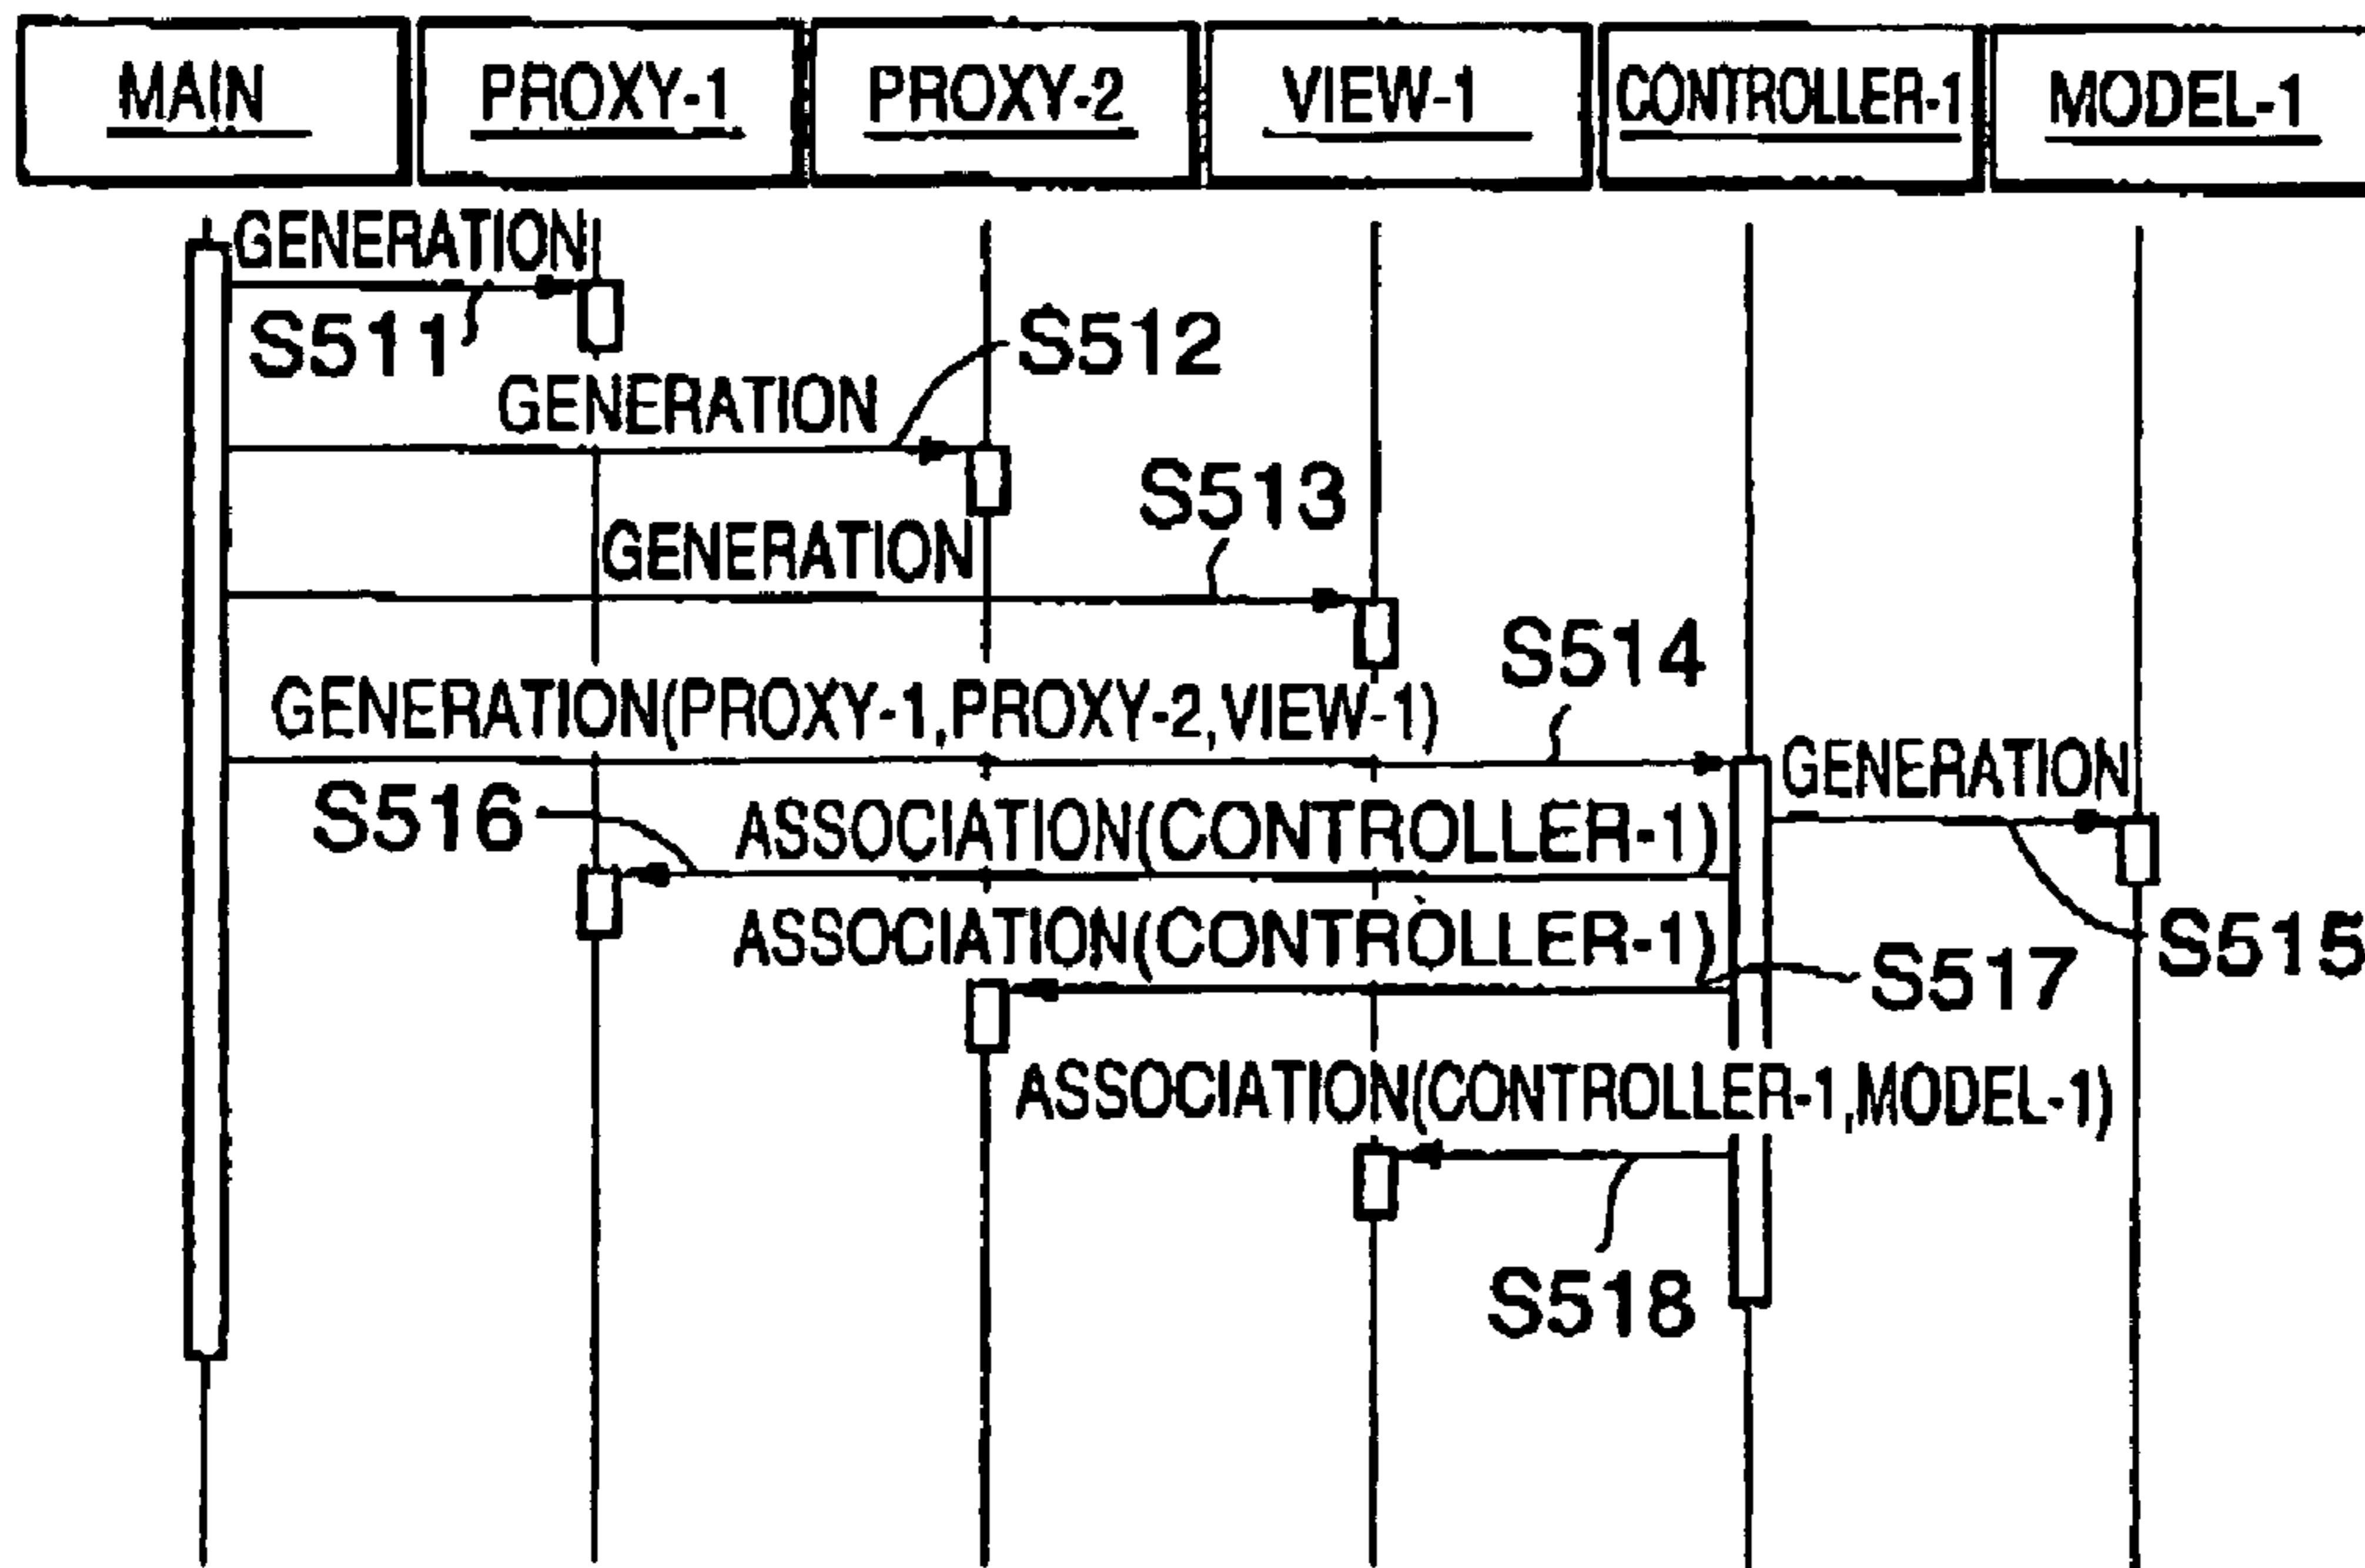 MAIN PROXY-1 PROXY-2 VIEW-1 CONTROLLER-1 MODEL-1
GENERATION
S511
S512
GENERATION
S513
GENERATION
S514
GENERATION(PROXY-1,PROXY-2,VIEW-1)
GENERATION
S516
ASSOCIATION(CONTROLLER-1)
S515
ASSOCIATION(CONTROLLER-1)
S517
ASSOCIATION(CONTROLLER-1,MODEL-1)
S518